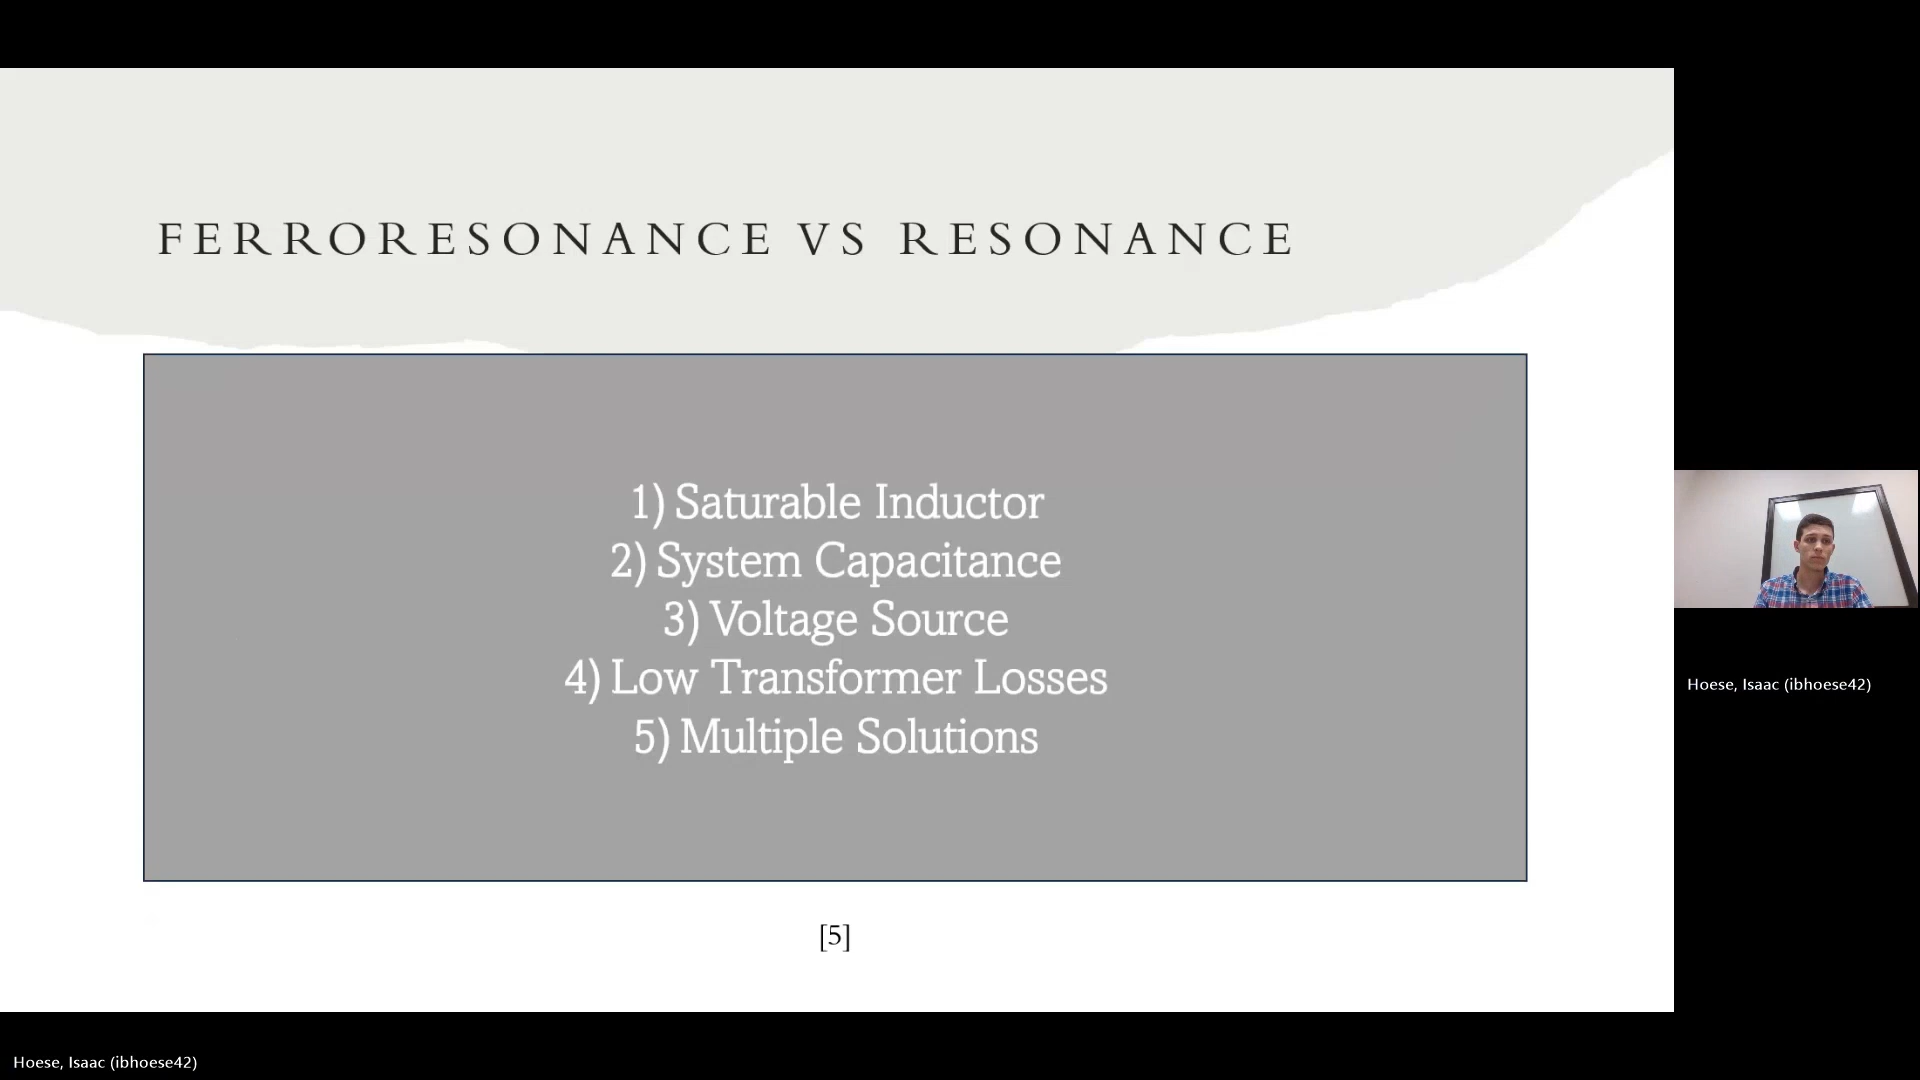 FERRORESONANCE VS RESONANCE
1) Saturable Inductor
2) System Capacitance
3) Voltage Source
4) Low Transformer Losses
5) Multiple Solutions
[5]
Hoese, Isaac (ibhoese42)
Hoese, Isaac (ibhoese42)